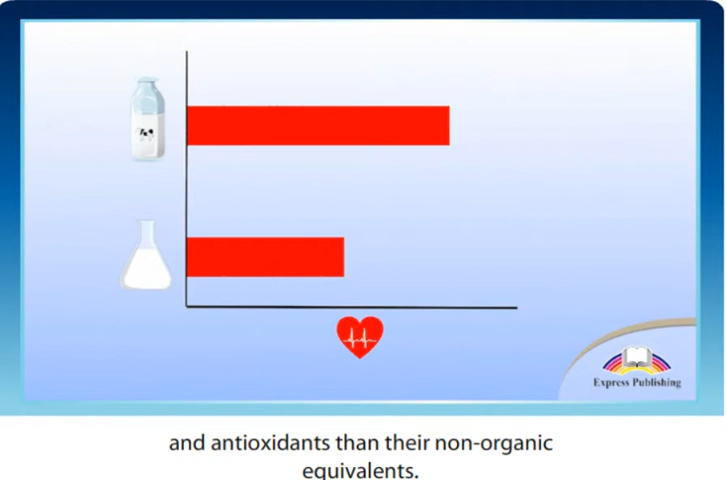 Express Publishing
and antioxidants than their non-organic
equivalents.